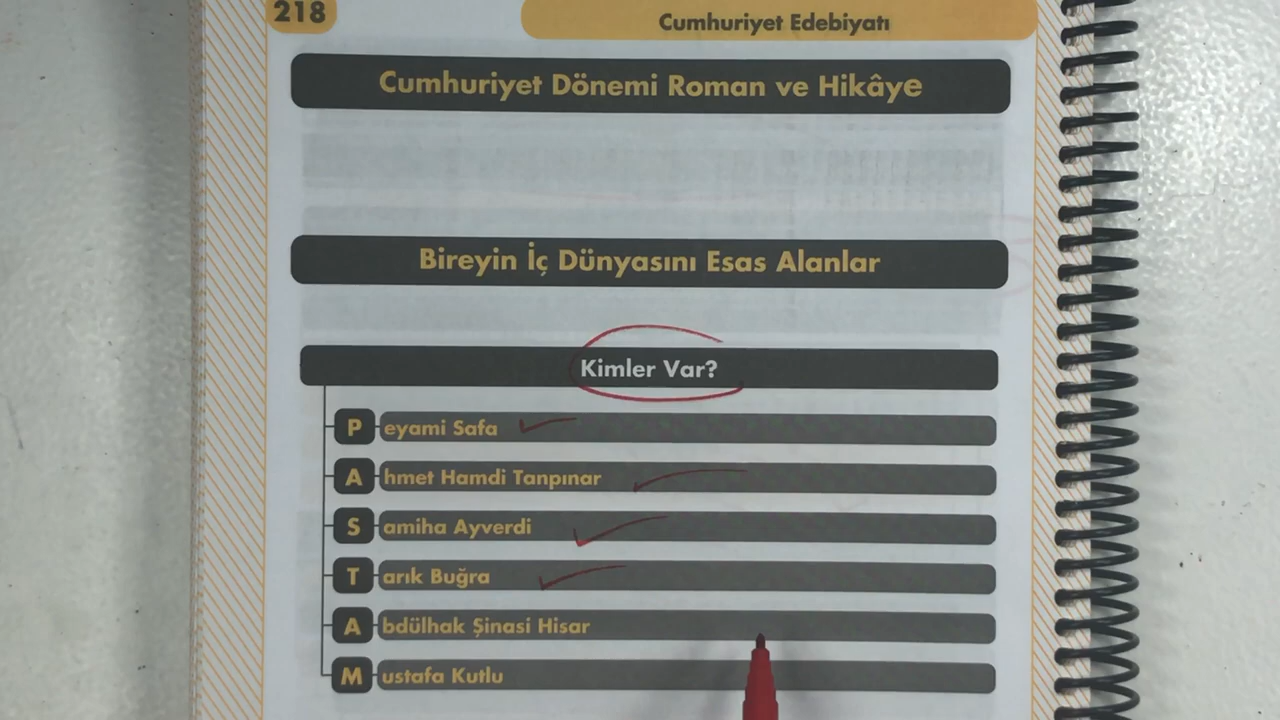 218
Cumhuriyet Edebiyatı
Cumhuriyet Dönemi Roman ve Hikâye
Bireyin İç Dünyasını Esas Alanlar
Kimler Var?
P eyami Safa
A hmet Hamdi Tanpınar
S amiha Ayverdi
T arık Buğra
A bdülhak Şinasi Hisar
M ustafa Kutlu